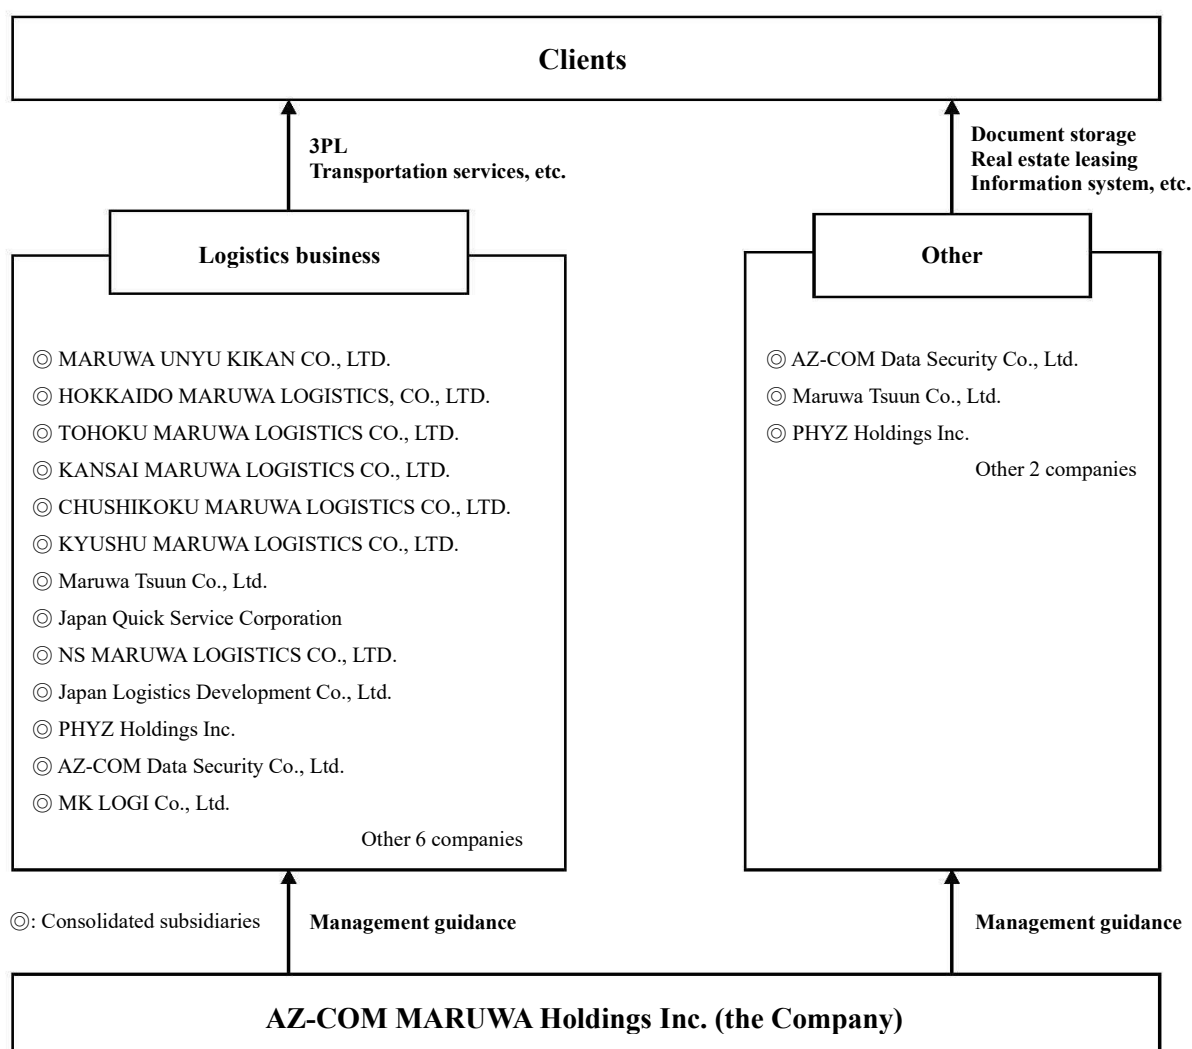 Clients
3PL
Transportation services, etc.
Document storage
Real estate leasing
Information system, etc.
Logistics business
◎ MARUWA UNYU KIKAN CO., LTD.
◎ HOKKAIDO MARUWA LOGISTICS, CO., LTD.
◎ TOHOKU MARUWA LOGISTICS CO., LTD.
◎ KANSAI MARUWA LOGISTICS CO., LTD.
◎ CHUSHIKOKU MARUWA LOGISTICS CO., LTD.
◎ KYUSHU MARUWA LOGISTICS CO., LTD.
◎ Maruwa Tsuun Co., Ltd.
◎ Japan Quick Service Corporation
◎ NS MARUWA LOGISTICS CO., LTD.
◎ Japan Logistics Development Co., Ltd.
◎ PHYZ Holdings Inc.
◎ AZ-COM Data Security Co., Ltd.
◎ MK LOGI Co., Ltd.
Other 6 companies
Other
◎ AZ-COM Data Security Co., Ltd.
◎ Maruwa Tsuun Co., Ltd.
◎ PHYZ Holdings Inc.
Other 2 companies
◎: Consolidated subsidiaries
Management guidance
Management guidance
AZ-COM MARUWA Holdings Inc. (the Company)